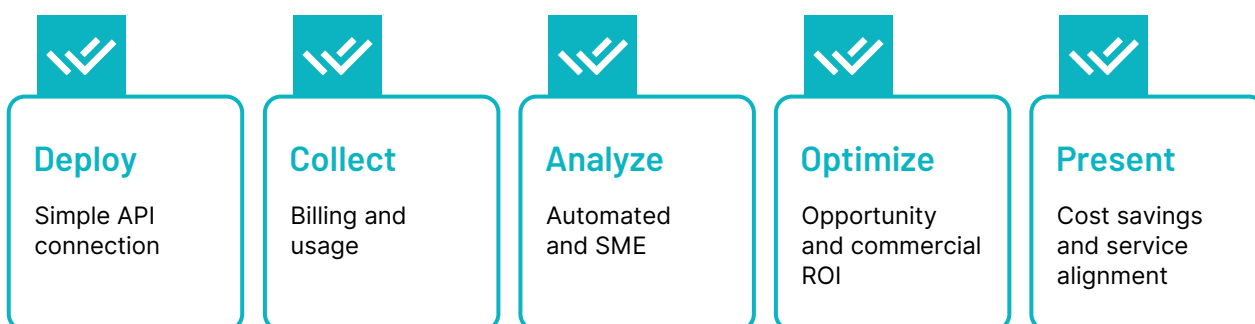 Deploy
Simple API
connection
Collect
Billing and
usage
Analyze
Automated
and SME
Optimize
Opportunity
and commercial
ROI
Present
Cost savings
and service
alignment